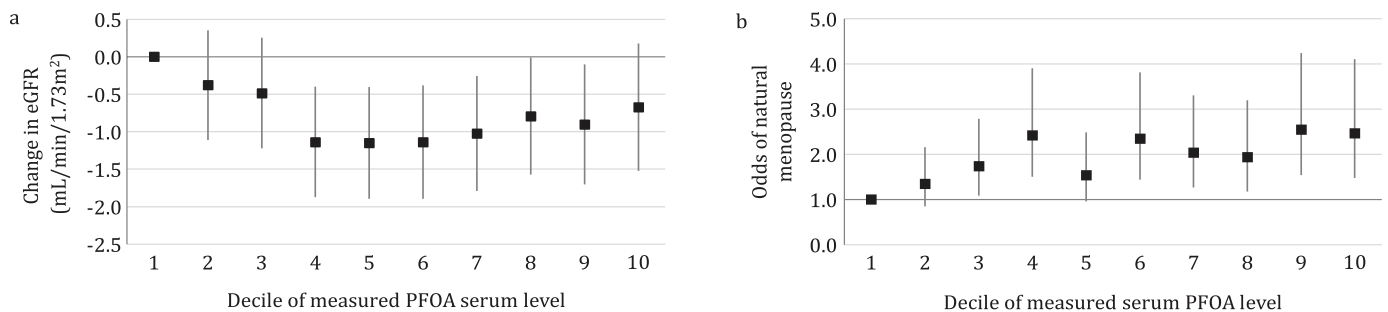 a
Change in eGFR
(mL/min/1.73m²)
0.5
0.0
-0.5
-1.0
-1.5
-2.0
-2.5
1 2 3 4 5 6 7 8 9 10
Decile of measured PFOA serum level
b
Odds of natural
menopause
5.0
4.0
3.0
2.0
1.0
0.0
1 2 3 4 5 6 7 8 9 10
Decile of measured serum PFOA level